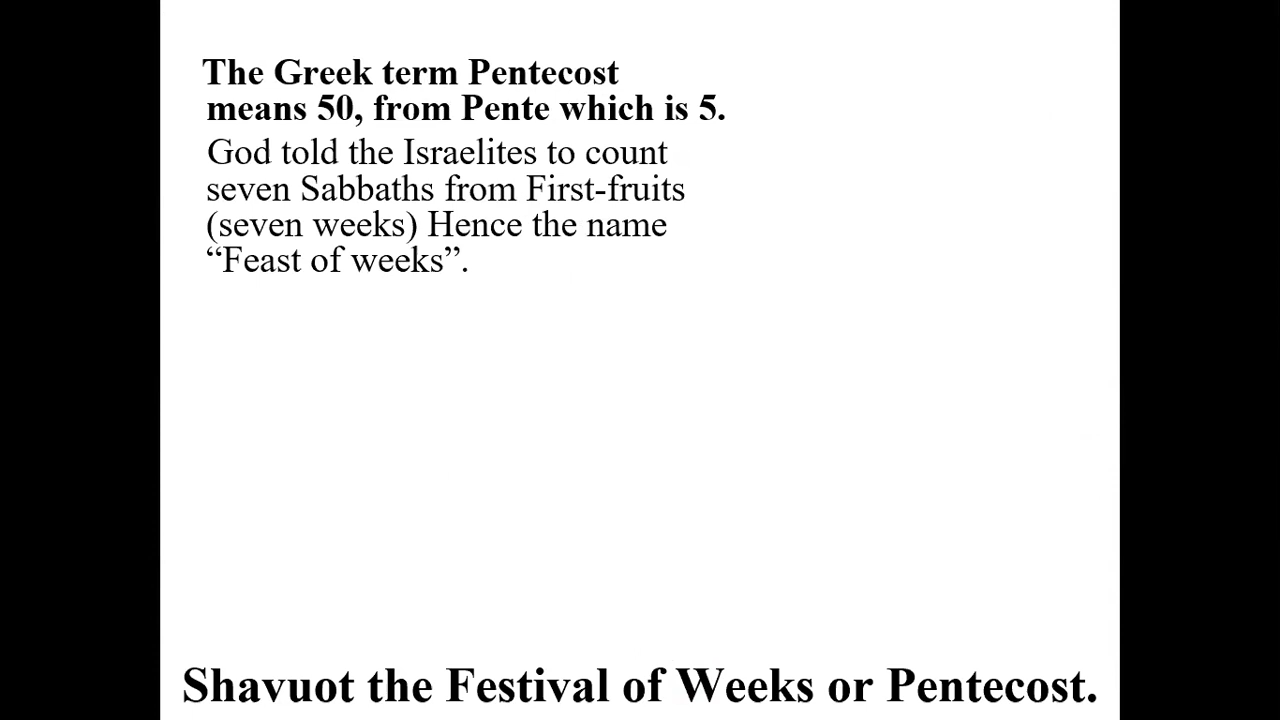 The Greek term Pentecost
means 50, from Pente which is 5.
God told the Israelites to count
seven Sabbaths from First-fruits
(seven weeks) Hence the name
“Feast of weeks”.
Shavuot the Festival of Weeks or Pentecost.